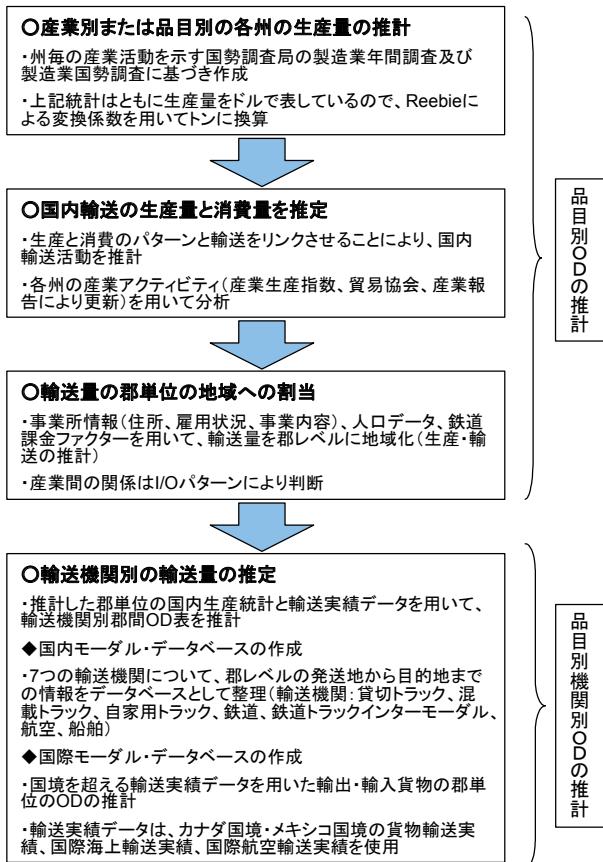 〇産業別または品目別の各州の生産量の推計
・州毎の産業活動を示す国勢調査局の製造業年間調査及び
製造業国勢調査に基づき作成
・上記統計はともに生産量をドルで表しているので、Reebieに
よる変換係数を用いてトンに換算
〇国内輸送の生産量と消費量を推定
・生産と消費のパターンと輸送をリンクさせることにより、国内
輸送活動を推計
・各州の産業アクティビティ(産業生産指数、貿易協会、産業報
告により更新)を用いて分析
〇輸送量の郡単位の地域への割当
・事業所情報(住所、雇用状況、事業内容)、人口データ、鉄道
課金ファクターを用いて、輸送量を郡レベルに地域化(生産・輸
送の推計)
・産業間の関係はI/Oパターンにより判断
品目別ODの推計
〇輸送機関別の輸送量の推定
・推計した郡単位の国内生産統計と輸送実績データを用いて、
輸送機関別郡間OD表を推計
◆国内モーダル・データベースの作成
・7つの輸送機関について、郡レベルの発送地から目的地まで
の情報をデータベースとして整理(輸送機関:貸切トラック、混
載トラック、自家用トラック、鉄道、鉄道トラックインターモーダル、
航空、船舶)
◆国際モーダル・データベースの作成
・国境を超える輸送実績データを用いた輸出・輸入貨物の郡単
位のODの推計
・輸送実績データは、カナダ国境・メキシコ国境の貨物輸送実
績、国際海上輸送実績、国際航空輸送実績を使用
品目別機関別ODの推計